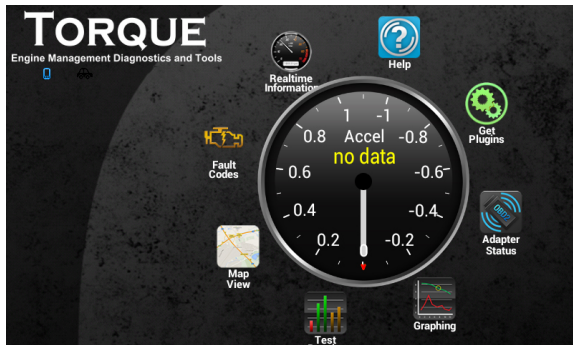 TORQUE
Engine Management Diagnostics and Tools
Realtime
Information
Help
Get
Plugins
Fault
Codes
Accel
no data
1
-1
0.8
-0.8
0.6
-0.6
0.4
-0.4
0.2
-0.2
0
Adapter
Status
Map
View
Graphing
Test